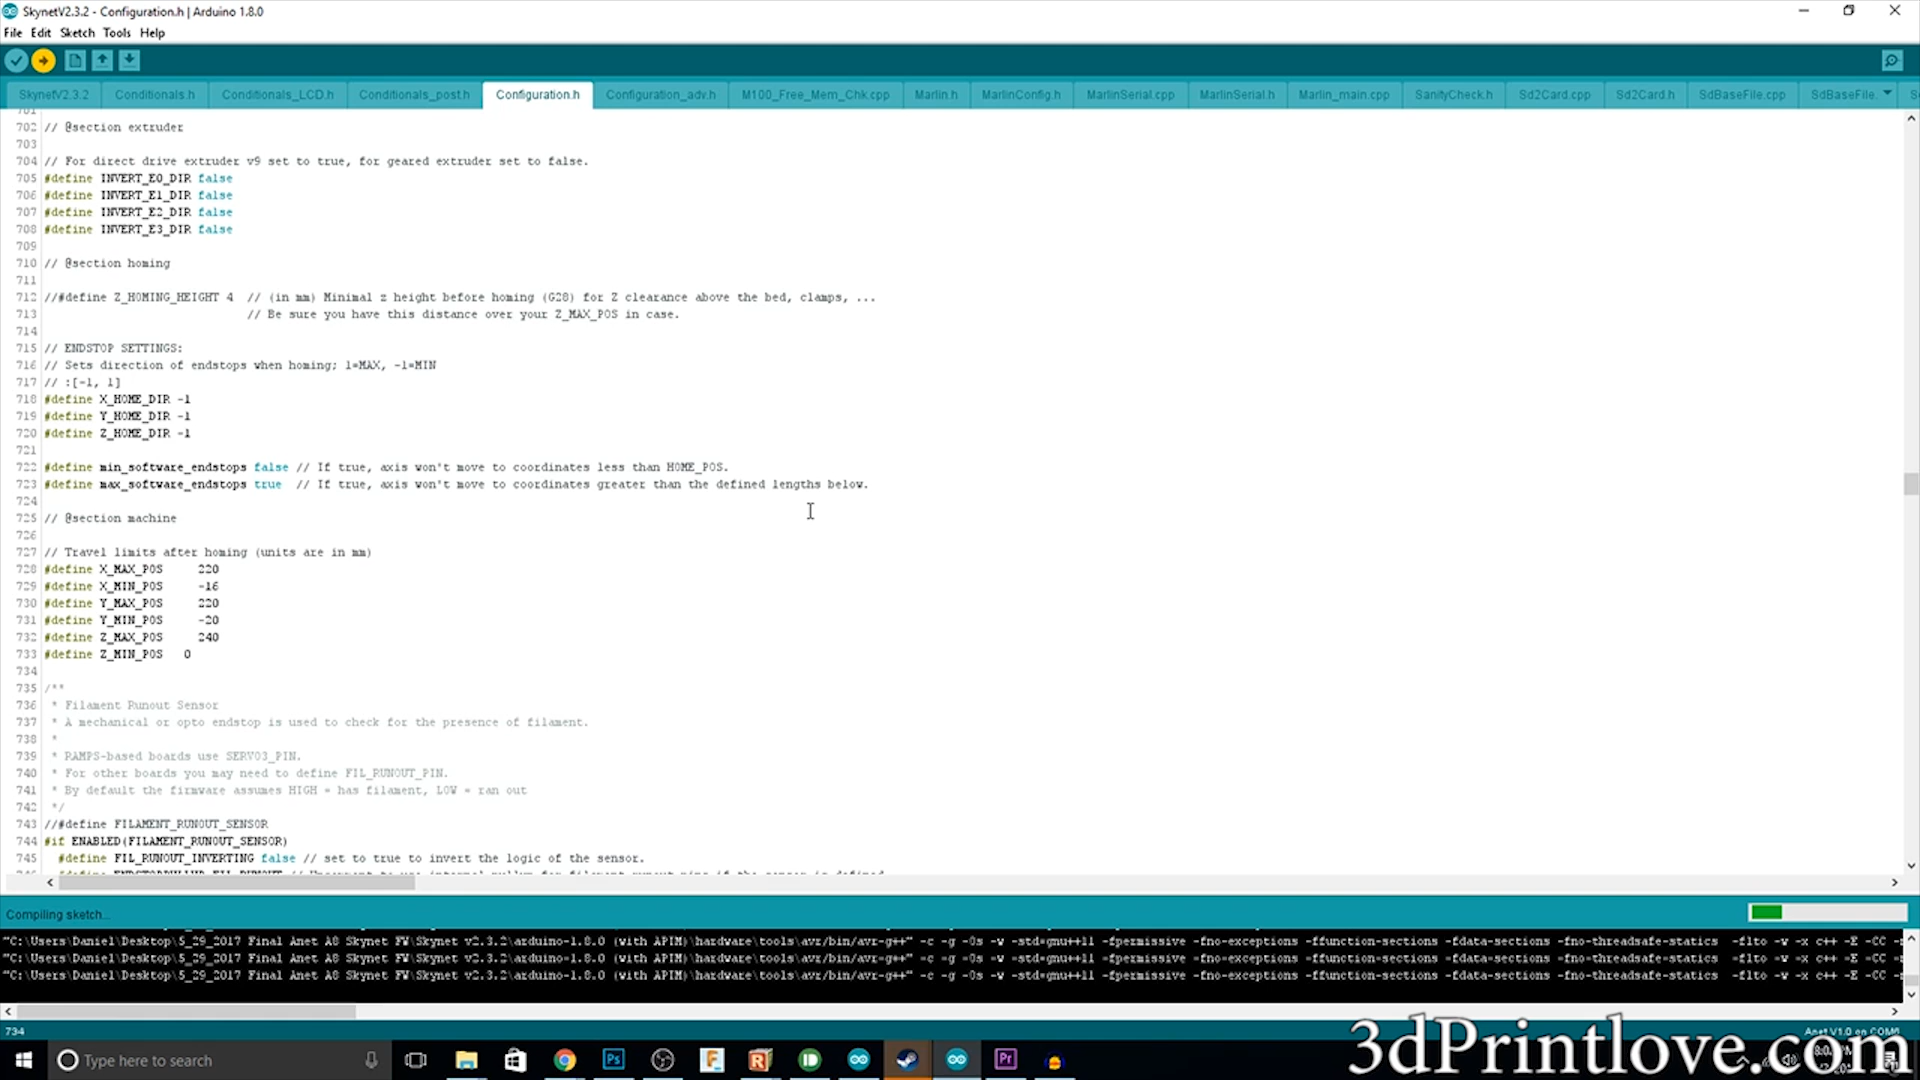 SkynetV2.3.2 - Configuration.h | Arduino 1.8.0
File Edit Sketch Tools Help
SkynetV2.3.2 Conditionals.h Conditionals_LCD.h Conditionals_post.h Configuration.h Configuration_adv.h M100_Free_Mem_Chk.cpp Marlin.h MarlinConfig.h MarlinSerial.cpp MarlinSerial.h Marlin_main.cpp SanityCheck.h Sd2Card.cpp Sd2Card.h SdBaseFile.cpp SdBaseFile.
701
702 // @section extruder
703
704 // For direct drive extruder v9 set to true, for geared extruder set to false.
705 #define INVERT_E0_DIR false
706 #define INVERT_E1_DIR false
707 #define INVERT_E2_DIR false
708 #define INVERT_E3_DIR false
709
710 // @section homing
711
712 //#define Z_HOMING_HEIGHT 4 // (in mm) Minimal z height before homing (G28) for Z clearance above the bed, clamps, ...
713 // Be sure you have this distance over your Z_MAX_POS in case.
714
715 // ENDSTOP SETTINGS:
716 // Sets direction of endstops when homing; 1=MAX, -1=MIN
717 // :[-1, 1]
718 #define X_HOME_DIR -1
719 #define Y_HOME_DIR -1
720 #define Z_HOME_DIR -1
721
722 #define min_software_endstops false // If true, axis won't move to coordinates less than HOME_POS.
723 #define max_software_endstops true // If true, axis won't move to coordinates greater than the defined lengths below.
724
725 // @section machine
726
727 // Travel limits after homing (units are in mm)
728 #define X_MAX_POS 220
729 #define X_MIN_POS -16
730 #define Y_MAX_POS 220
731 #define Y_MIN_POS -20
732 #define Z_MAX_POS 240
733 #define Z_MIN_POS 0
734
735 /**
736 * Filament Runout Sensor
737 * A mechanical or opto endstop is used to check for the presence of filament.
738 *
739 * RAMPS-based boards use SERVO3_PIN.
740 * For other boards you may need to define FIL_RUNOUT_PIN.
741 * By default the firmware assumes HIGH = has filament, LOW = ran out
742 */
743 //#define FILAMENT_RUNOUT_SENSOR
744 #if ENABLED(FILAMENT_RUNOUT_SENSOR)
745 #define FIL_RUNOUT_INVERTING false // set to true to invert the logic of the sensor.
Compiling sketch...
"C:\Users\Daniel\Desktop\5_29_2017 Final Anet A8 Skynet FW\Skynet v2.3.2\arduino-1.8.0 (with APIM)\hardware\tools\avr/bin/avr-g++" -c -g -Os -w -std=gnu++11 -fpermissive -fno-exceptions -ffunction-sections -fdata-sections -fno-threadsafe-statics -flto -w -x c++ -E -CC
"C:\Users\Daniel\Desktop\5_29_2017 Final Anet A8 Skynet FW\Skynet v2.3.2\arduino-1.8.0 (with APIM)\hardware\tools\avr/bin/avr-g++" -c -g -Os -w -std=gnu++11 -fpermissive -fno-exceptions -ffunction-sections -fdata-sections -fno-threadsafe-statics -flto -w -x c++ -E -CC
"C:\Users\Daniel\Desktop\5_29_2017 Final Anet A8 Skynet FW\Skynet v2.3.2\arduino-1.8.0 (with APIM)\hardware\tools\avr/bin/avr-g++" -c -g -Os -w -std=gnu++11 -fpermissive -fno-exceptions -ffunction-sections -fdata-sections -fno-threadsafe-statics -flto -w -x c++ -E -CC
734
Anet V1.0 on COM6
Type here to search
Ps
Pr
3dPrintlove.com